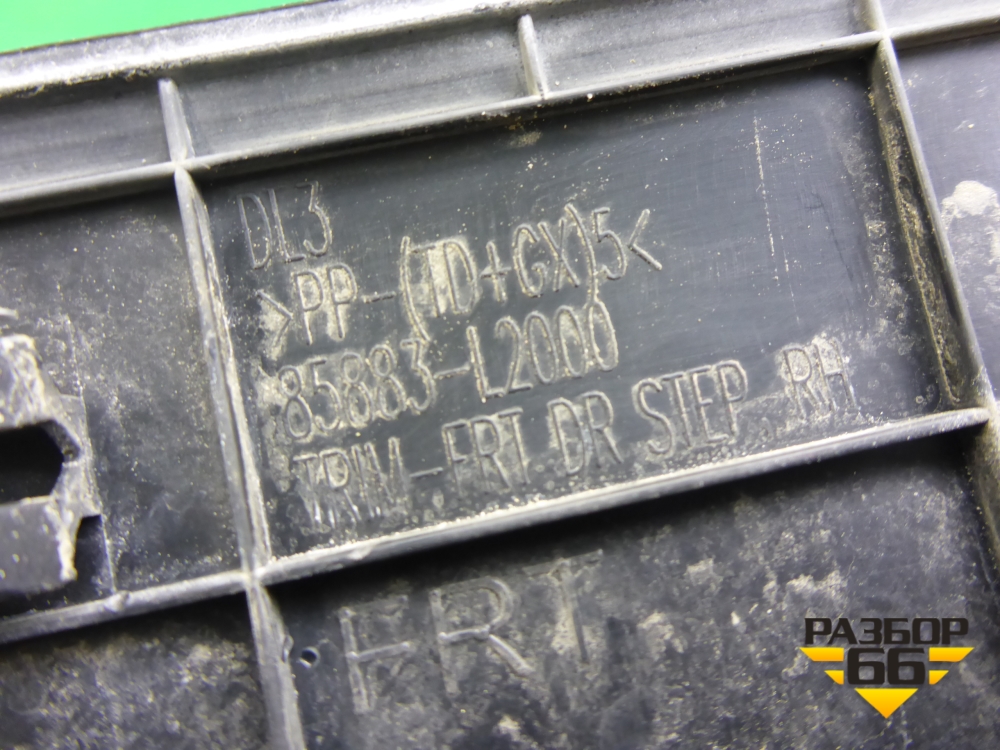 DL3
>PP-(TD+GX)5<
85883-L2000
TRIM-FRT DR STEP RH
FRT
РАЗБОР
66